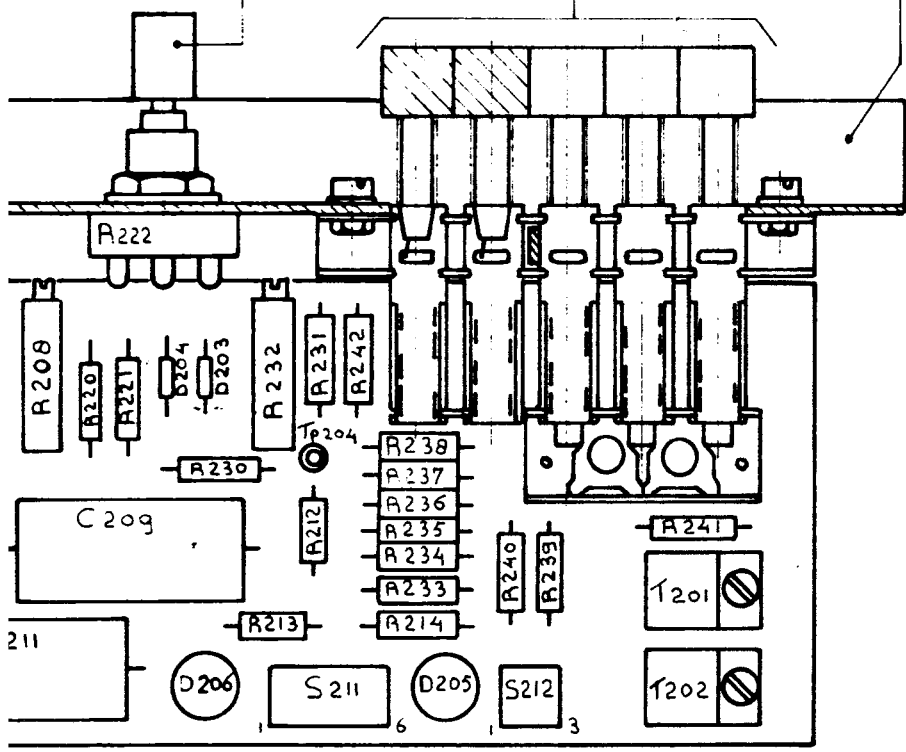 R222
R208
R220
R221
D204
D203
R232
R231
R242
Tp204
R238
R230
R237
R236
C209
R212
R235
R241
R234
R240
R239
R233
T201
R213
R214
211
D206
S211
D205
S212
T202
1
6
1
3